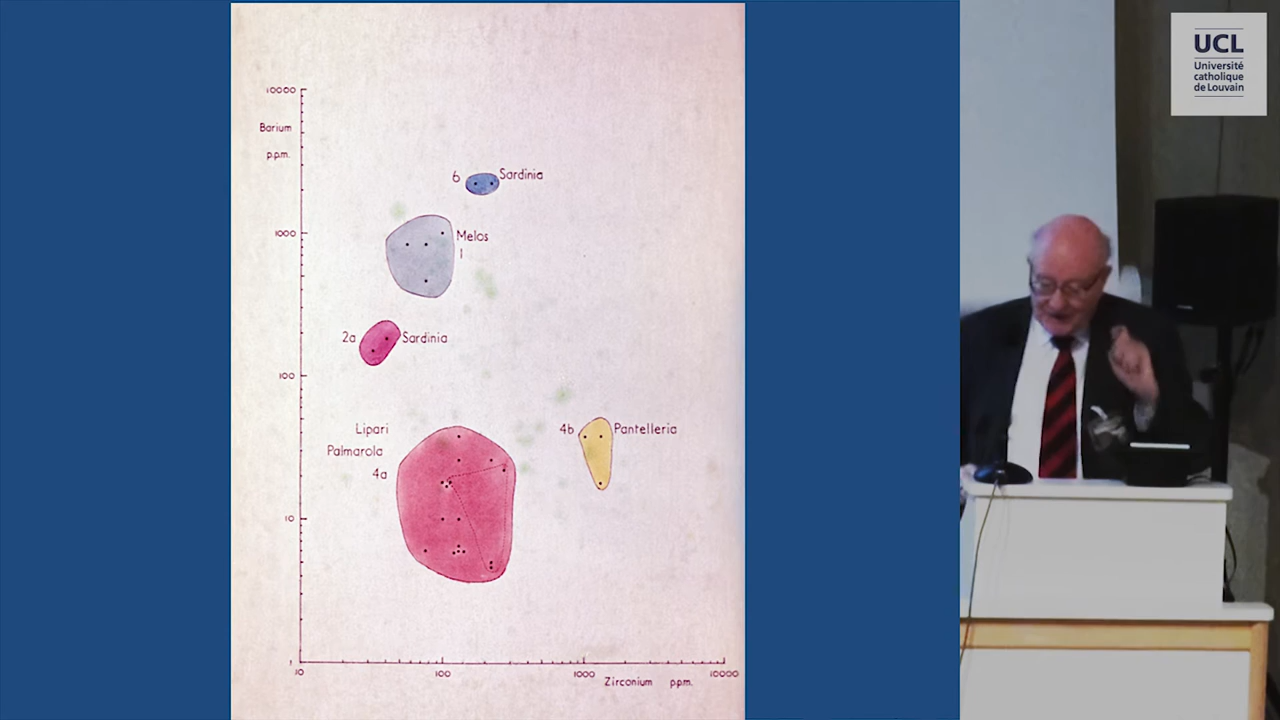 10000
Barium
p.p.m.
6 Sardinia
1000
Melos
1
2a Sardinia
100
Lipari
Palmarola
4a
4b Pantelleria
10
1
10 100 1000 10000
Zirconium p.p.m.
UCL
Université
catholique
de Louvain